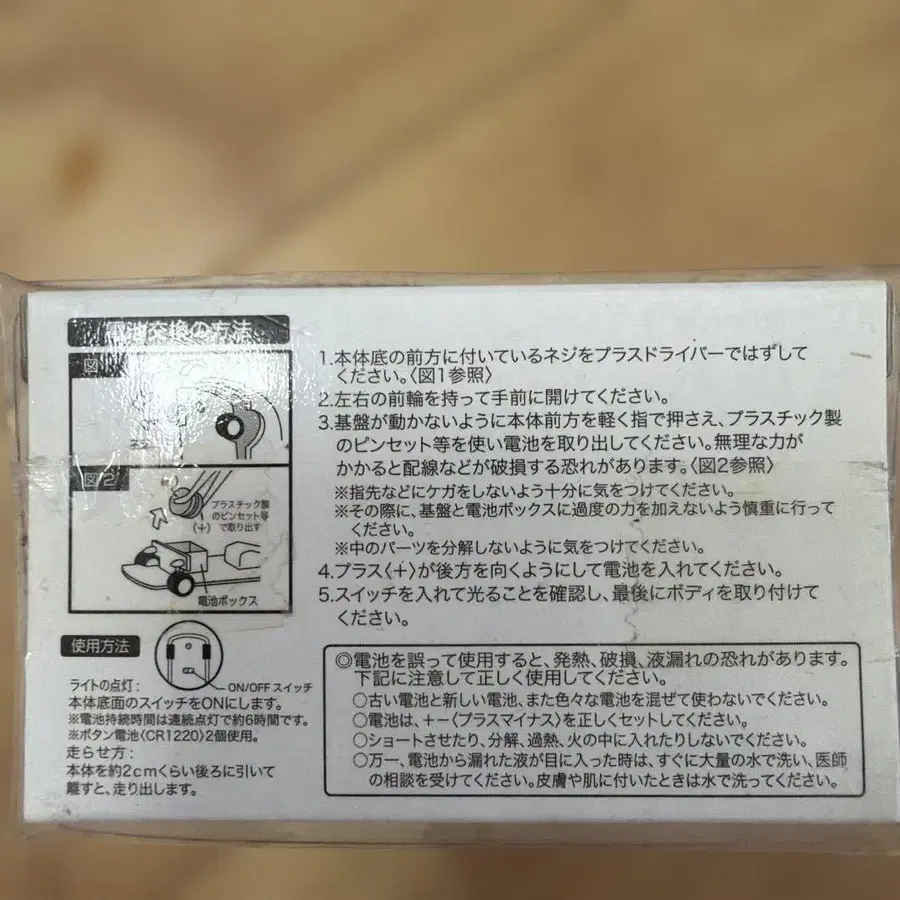 電池交換の方法
図
ネジ
図2
プラスチック製
のピンセット等
(+) で取り出す
電池ボックス
1.本体底の前方に付いているネジをプラスドライバーではずして
ください。〈図1参照〉
2.左右の前輪を持って手前に開けてください。
3.基盤が動かないように本体前方を軽く指で押さえ、プラスチック製
のピンセット等を使い電池を取り出してください。無理な力が
かかると配線などが破損する恐れがあります。〈図2参照〉
※指先などにケガをしないよう十分に気をつけてください。
※その際に、基盤と電池ボックスに過度の力を加えないよう慎重に行って
ください。
※中のパーツを分解しないように気をつけてください。
4.プラス〈+〉が後方を向くようにして電池を入れてください。
5.スイッチを入れて光ることを確認し、最後にボディを取り付けて
ください。
使用方法
ON/OFF スイッチ
ライトの点灯:
本体底面のスイッチをONにします。
※電池持続時間は連続点灯で約6時間です。
※ボタン電池〈CR1220〉2個使用。
走らせ方:
本体を約2cmくらい後ろに引いて
離すと、走り出します。
◎電池を誤って使用すると、発熱、破損、液漏れの恐れがあります。
下記に注意して正しく使用してください。
○古い電池と新しい電池、また色々な電池を混ぜて使わないでください。
○電池は、+-〈プラスマイナス〉を正しくセットしてください。
○ショートさせたり、分解、過熱、火の中に入れたりしないでください。
○万一、電池から漏れた液が目に入った時は、すぐに大量の水で洗い、医師
の相談を受けてください。皮膚や肌に付いたときは水で洗ってください。